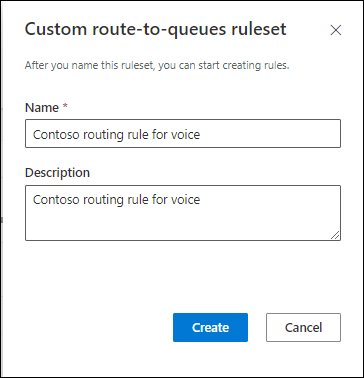 Custom route-to-queues ruleset
After you name this ruleset, you can start creating rules.
Name *
Contoso routing rule for voice
Description
Contoso routing rule for voice
Create
Cancel